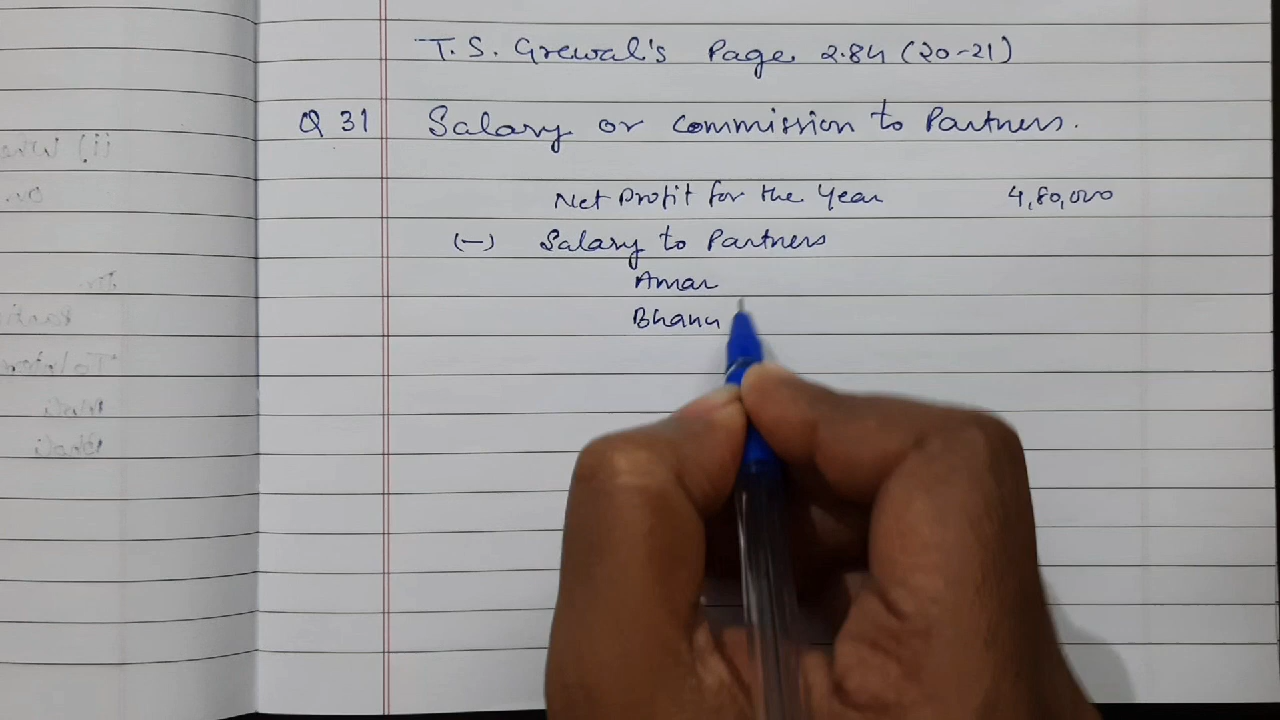 T. S. Grewal's Page 2.84 (20-21)
Q 31 Salary or Commission to Partners.
Net Profit for the Year 4,80,000
(-) Salary to Partners
Amar
Bhanu